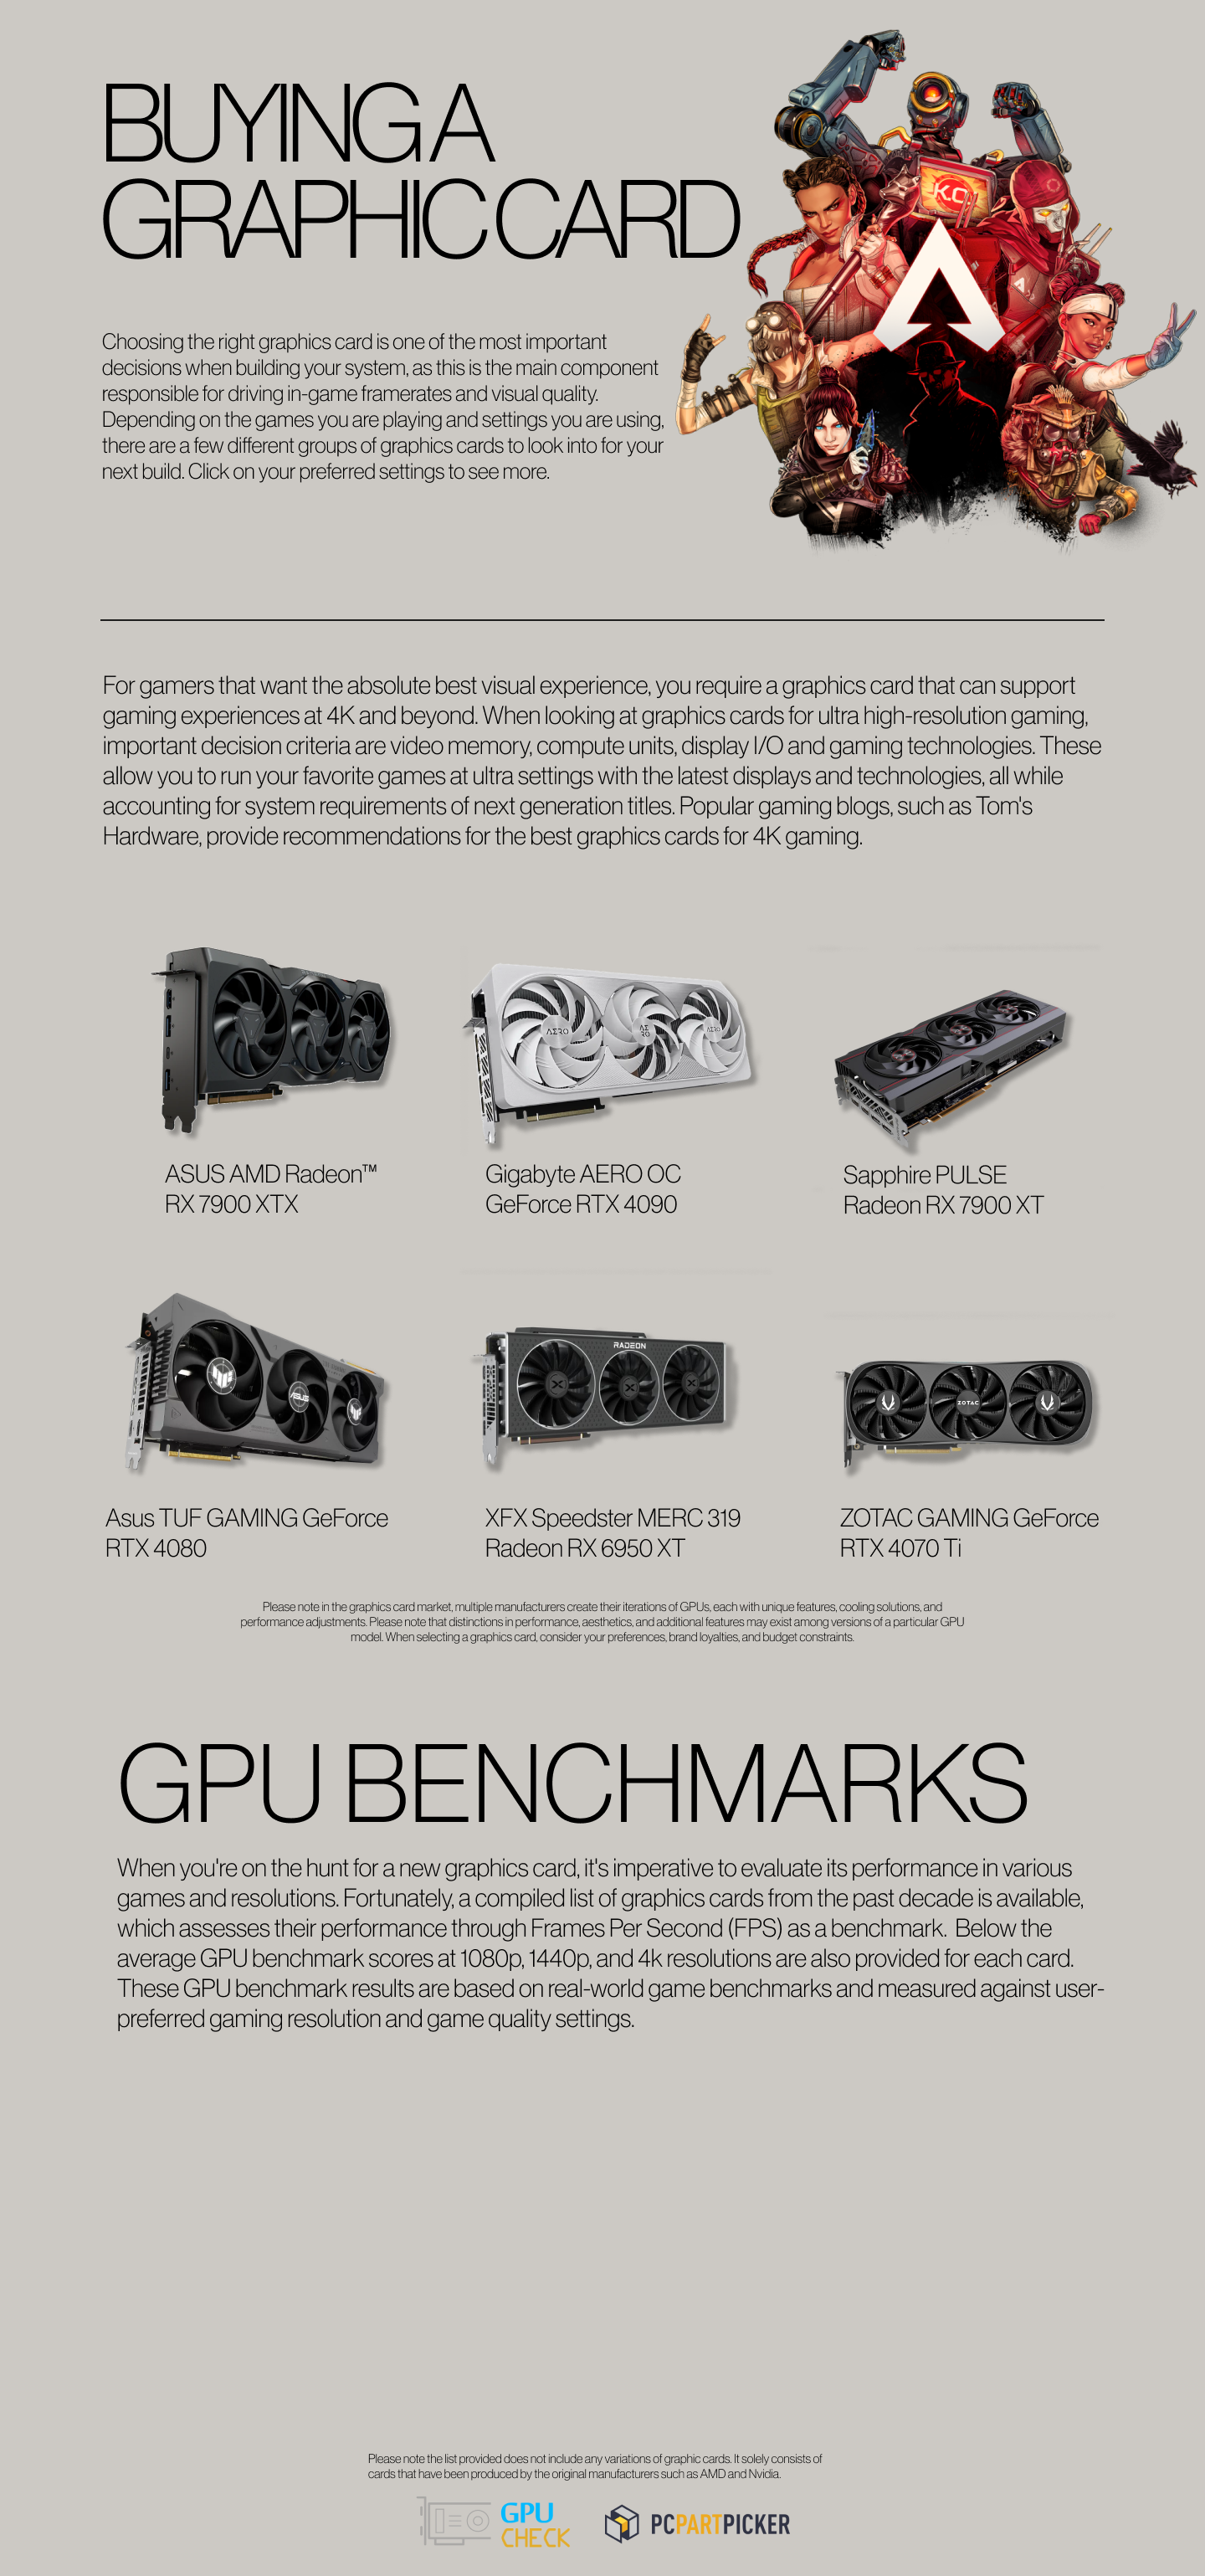 BUYING A
GRAPHIC CARD
KO
Choosing the right graphics card is one of the most important
decisions when building your system, as this is the main component
responsible for driving in-game framerates and visual quality.
Depending on the games you are playing and settings you are using,
there are a few different groups of graphics cards to look into for your
next build. Click on your preferred settings to see more.
For gamers that want the absolute best visual experience, you require a graphics card that can support
gaming experiences at 4K and beyond. When looking at graphics cards for ultra high-resolution gaming,
important decision criteria are video memory, compute units, display I/O and gaming technologies. These
allow you to run your favorite games at ultra settings with the latest displays and technologies, all while
accounting for system requirements of next generation titles. Popular gaming blogs, such as Tom's
Hardware, provide recommendations for the best graphics cards for 4K gaming.
AERO AERO AERO
ASUS AMD Radeon™
RX 7900 XTX
Gigabyte AERO OC
GeForce RTX 4090
Sapphire PULSE
Radeon RX 7900 XT
ASUS
RADEON
ZOTAC
Asus TUF GAMING GeForce
RTX 4080
XFX Speedster MERC 319
Radeon RX 6950 XT
ZOTAC GAMING GeForce
RTX 4070 Ti
Please note in the graphics card market, multiple manufacturers create their iterations of GPUs, each with unique features, cooling solutions, and
performance adjustments. Please note that distinctions in performance, aesthetics, and additional features may exist among versions of a particular GPU
model. When selecting a graphics card, consider your preferences, brand loyalties, and budget constraints.
GPU BENCHMARKS
When you're on the hunt for a new graphics card, it's imperative to evaluate its performance in various
games and resolutions. Fortunately, a compiled list of graphics cards from the past decade is available,
which assesses their performance through Frames Per Second (FPS) as a benchmark. Below the
average GPU benchmark scores at 1080p, 1440p, and 4k resolutions are also provided for each card.
These GPU benchmark results are based on real-world game benchmarks and measured against user-
preferred gaming resolution and game quality settings.
Please note the list provided does not include any variations of graphic cards. It solely consists of
cards that have been produced by the original manufacturers such as AMD and Nvidia.
GPU
CHECK
PCPARTPICKER